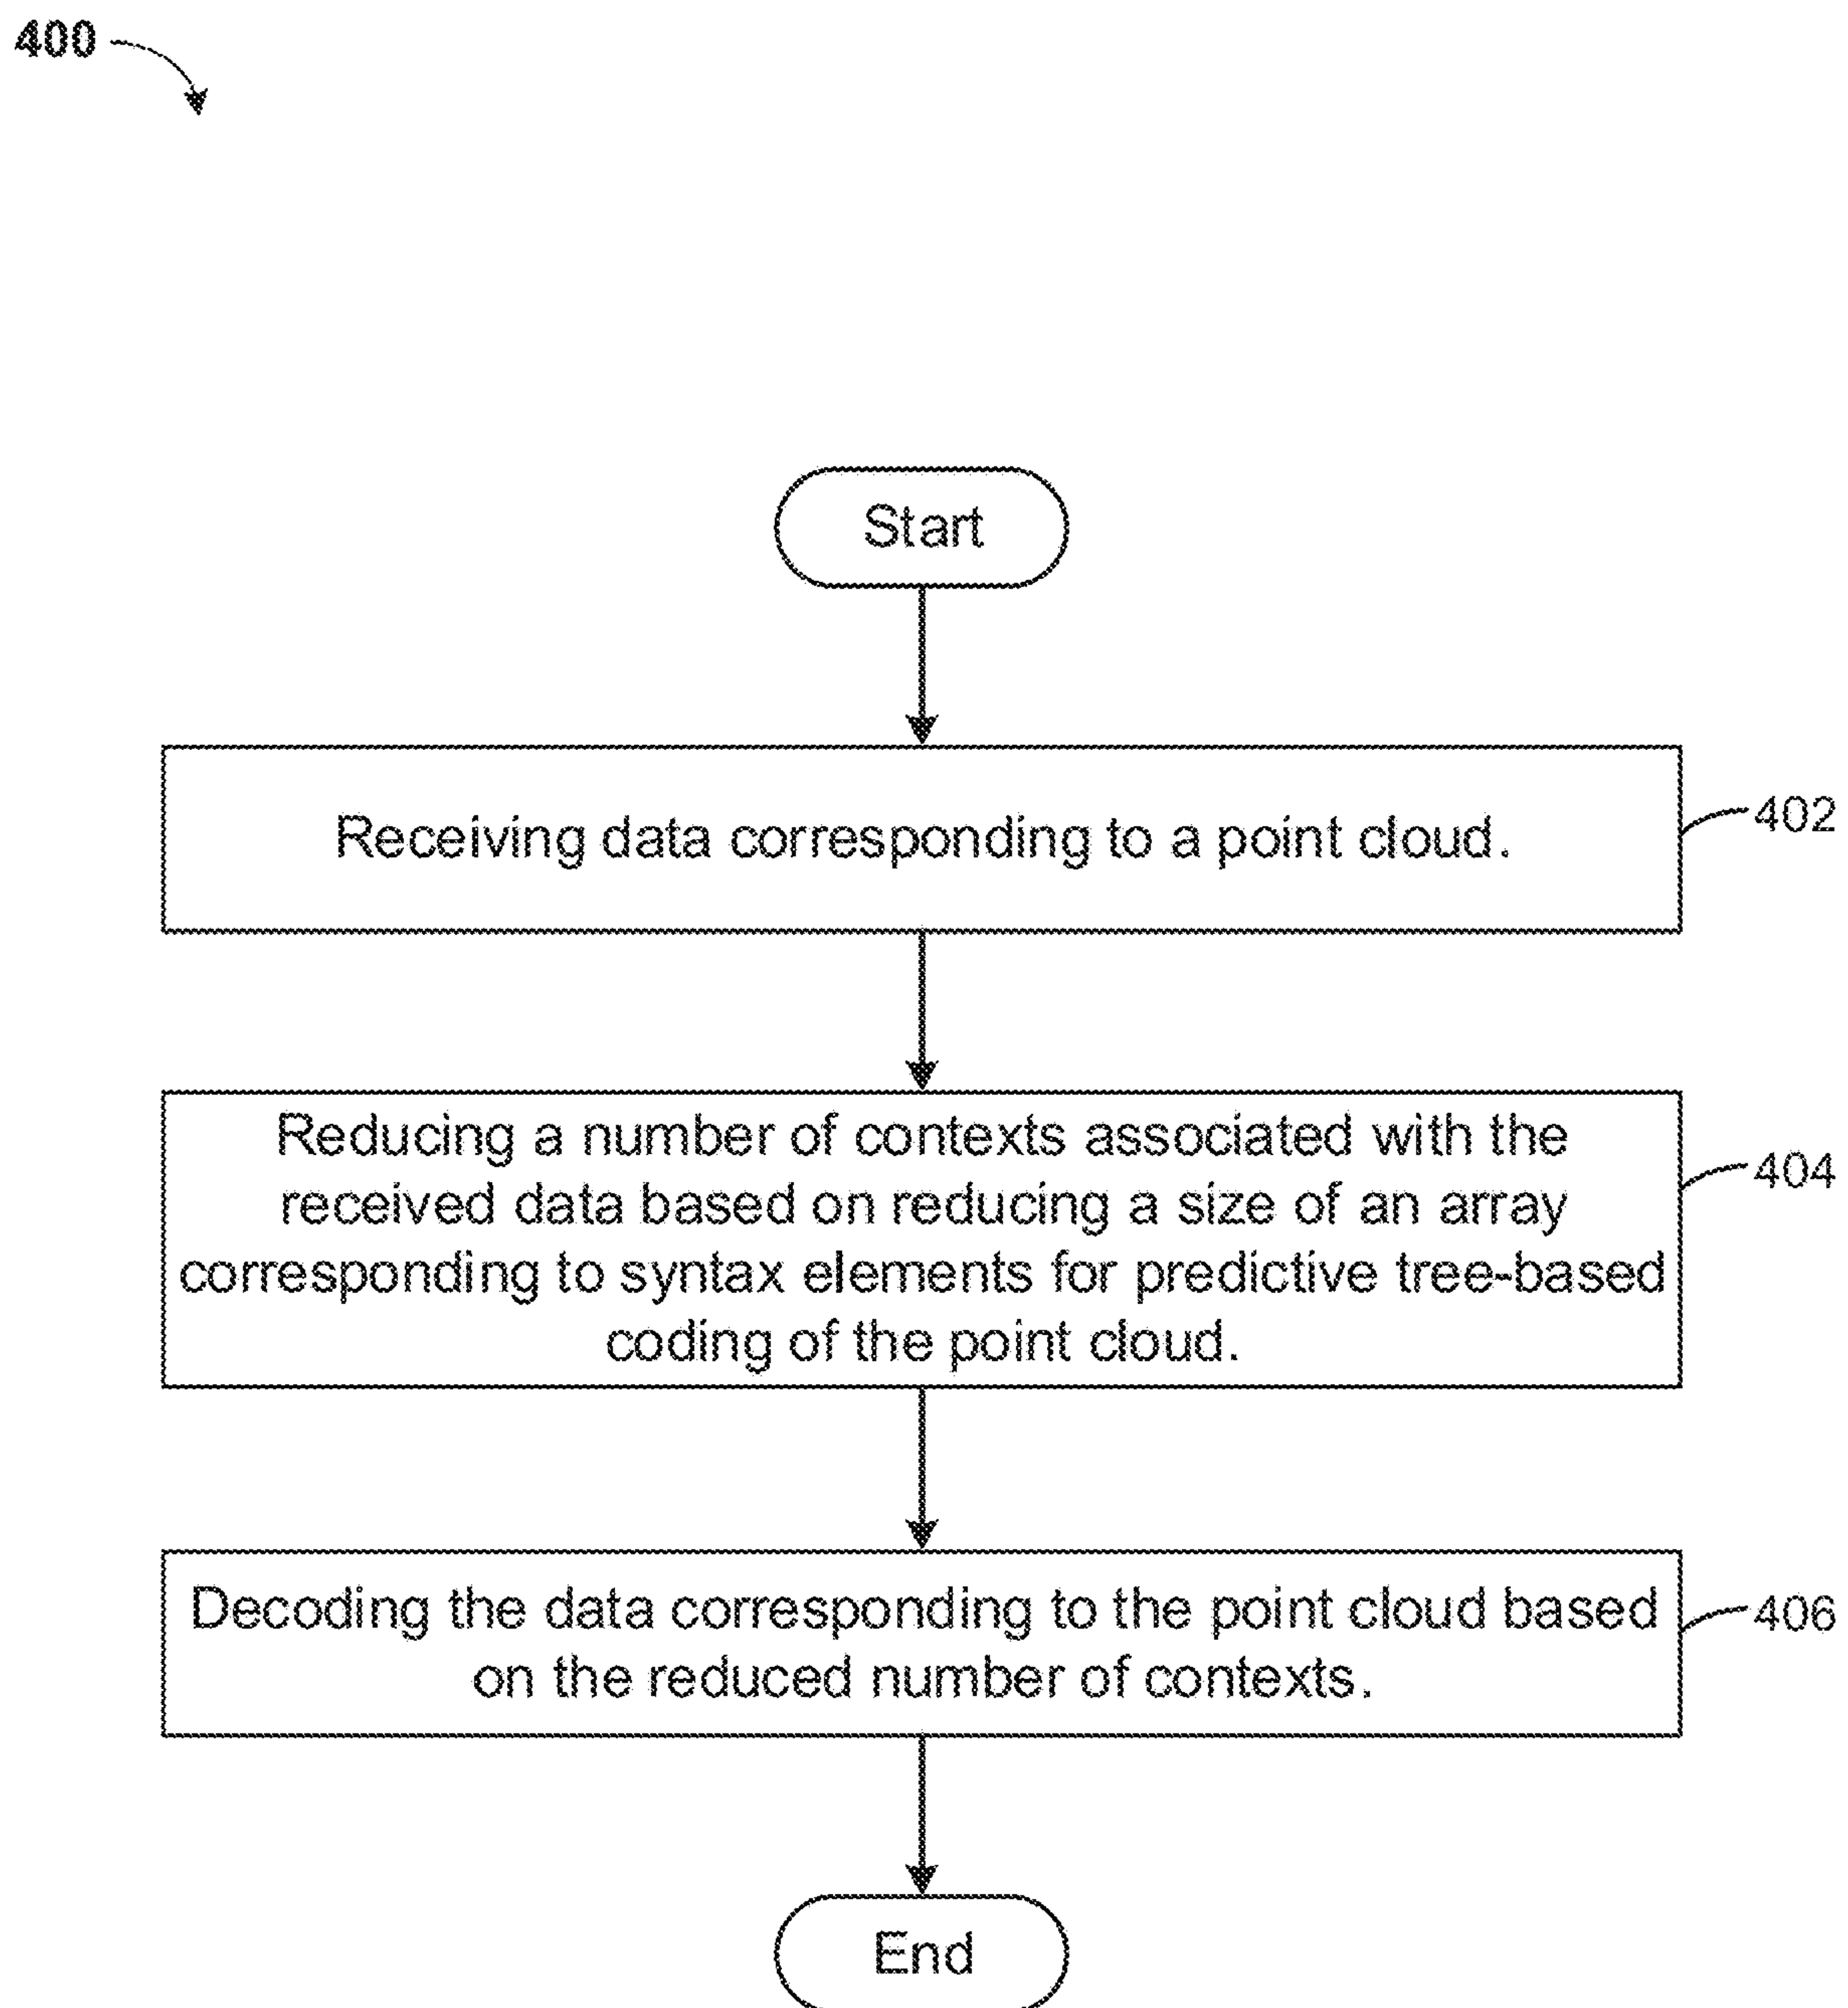 400
Start
Receiving data corresponding to a point cloud.
402
Reducing a number of contexts associated with the
received data based on reducing a size of an array
corresponding to syntax elements for predictive tree-based
coding of the point cloud.
404
Decoding the data corresponding to the point cloud based
on the reduced number of contexts.
406
End